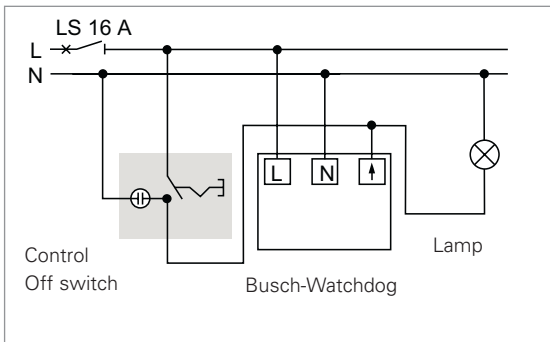 LS 16 A
L
N
L N
Control
Off switch
Busch-Watchdog
Lamp